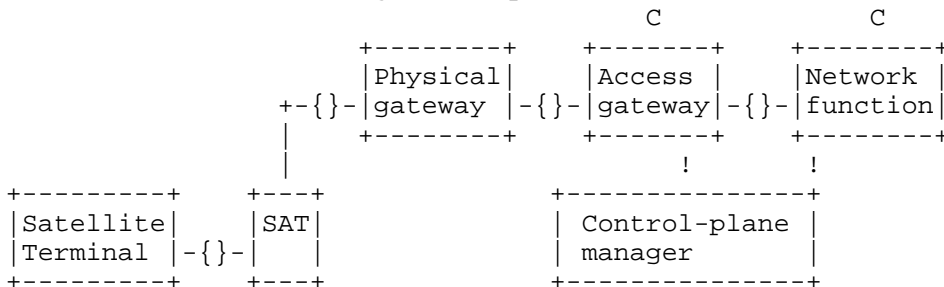 C C
Physical Access Network
gateway gateway function
! !
Satellite SAT Control-plane
Terminal manager